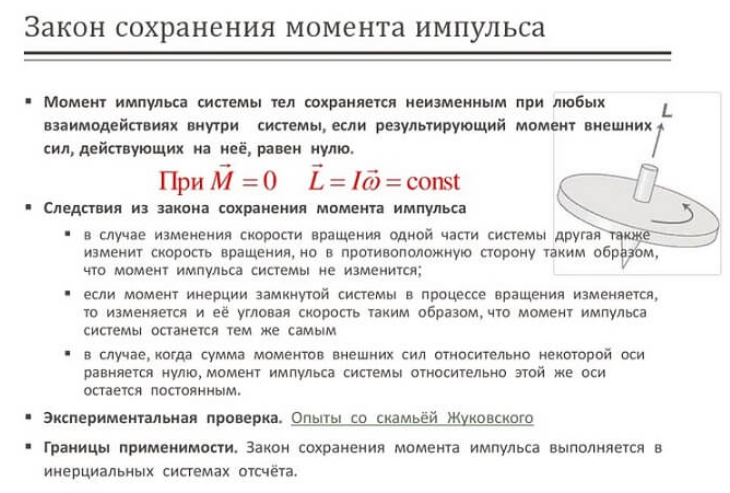 Закон сохранения момента импульса
▪ Момент импульса системы тел сохраняется неизменным при любых
взаимодействиях внутри системы, если результирующий момент внешних
сил, действующих на неё, равен нулю.
L
При M⃗ = 0 L⃗ = Iω⃗ = const
▪ Следствия из закона сохранения момента импульса
▪ в случае изменения скорости вращения одной части системы другая также
изменит скорость вращения, но в противоположную сторону таким образом,
что момент импульса системы не изменится;
▪ если момент инерции замкнутой системы в процессе вращения изменяется,
то изменяется и её угловая скорость таким образом, что момент импульса
системы останется тем же самым
▪ в случае, когда сумма моментов внешних сил относительно некоторой оси
равняется нулю, момент импульса системы относительно этой же оси
остается постоянным.
▪ Экспериментальная проверка. Опыты со скамьёй Жуковского
▪ Границы применимости. Закон сохранения момента импульса выполняется в
инерциальных системах отсчёта.